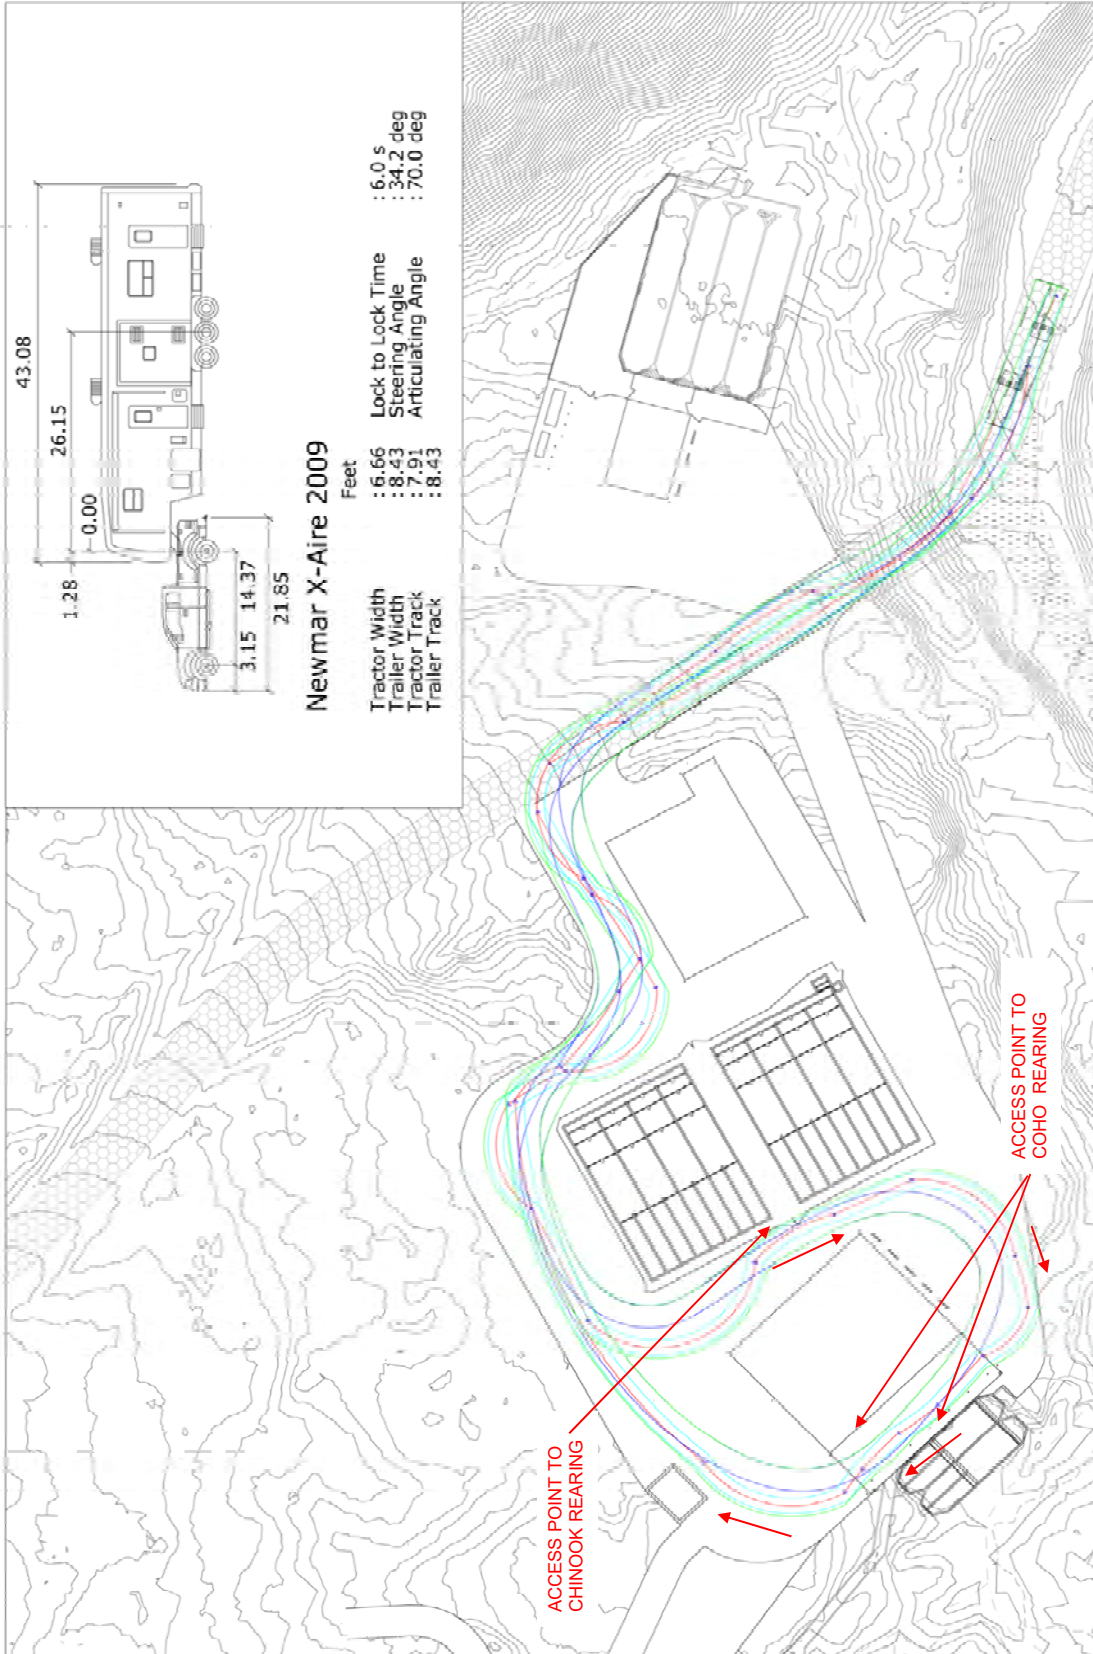 43.08
26.15
1.28
0.00
3.15 14.37
21.85
Newmar X-Aire 2009
Feet
Tractor Width : 6.66 Lock to Lock Time : 6.0 s
Trailer Width : 8.43 Steering Angle : 34.2 deg
Tractor Track : 7.91 Articulating Angle : 70.0 deg
Trailer Track : 8.43
ACCESS POINT TO
CHINOOK REARING
ACCESS POINT TO
COHO REARING